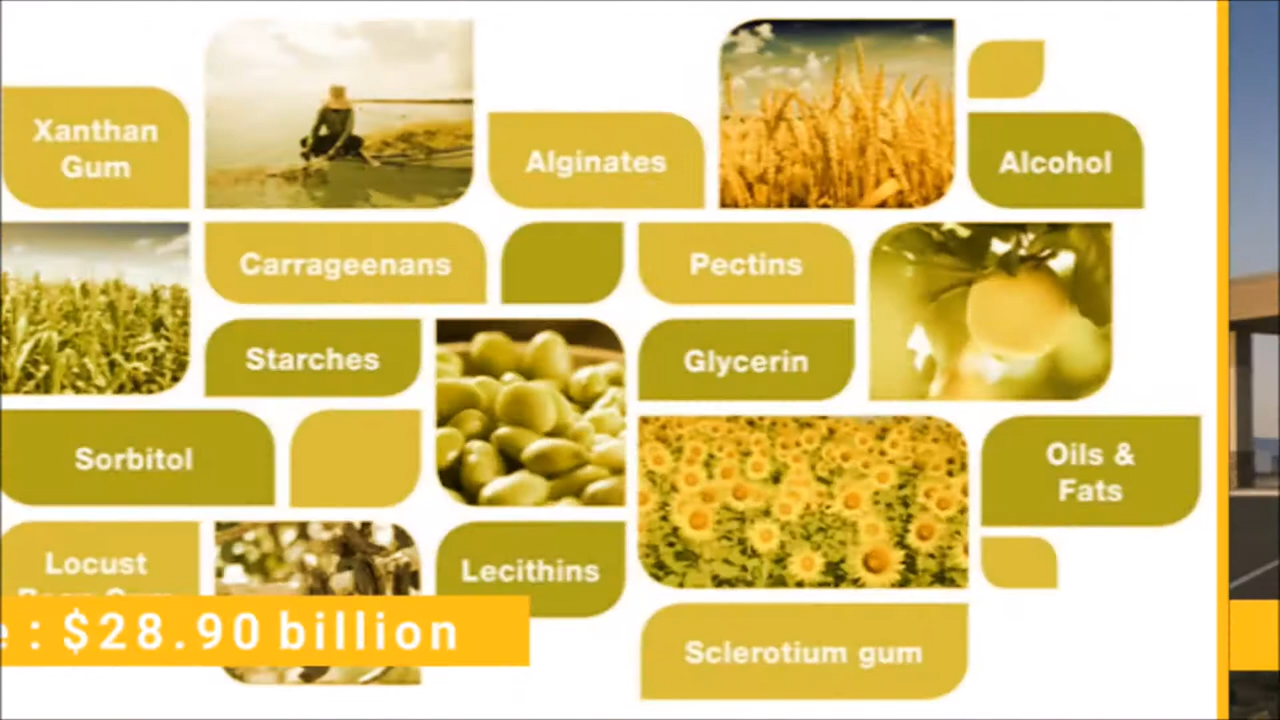 Xanthan
Gum
Alginates
Alcohol
Carrageenans
Pectins
Starches
Glycerin
Sorbitol
Oils &
Fats
Locust
Lecithins
e : $28.90 billion
Sclerotium gum